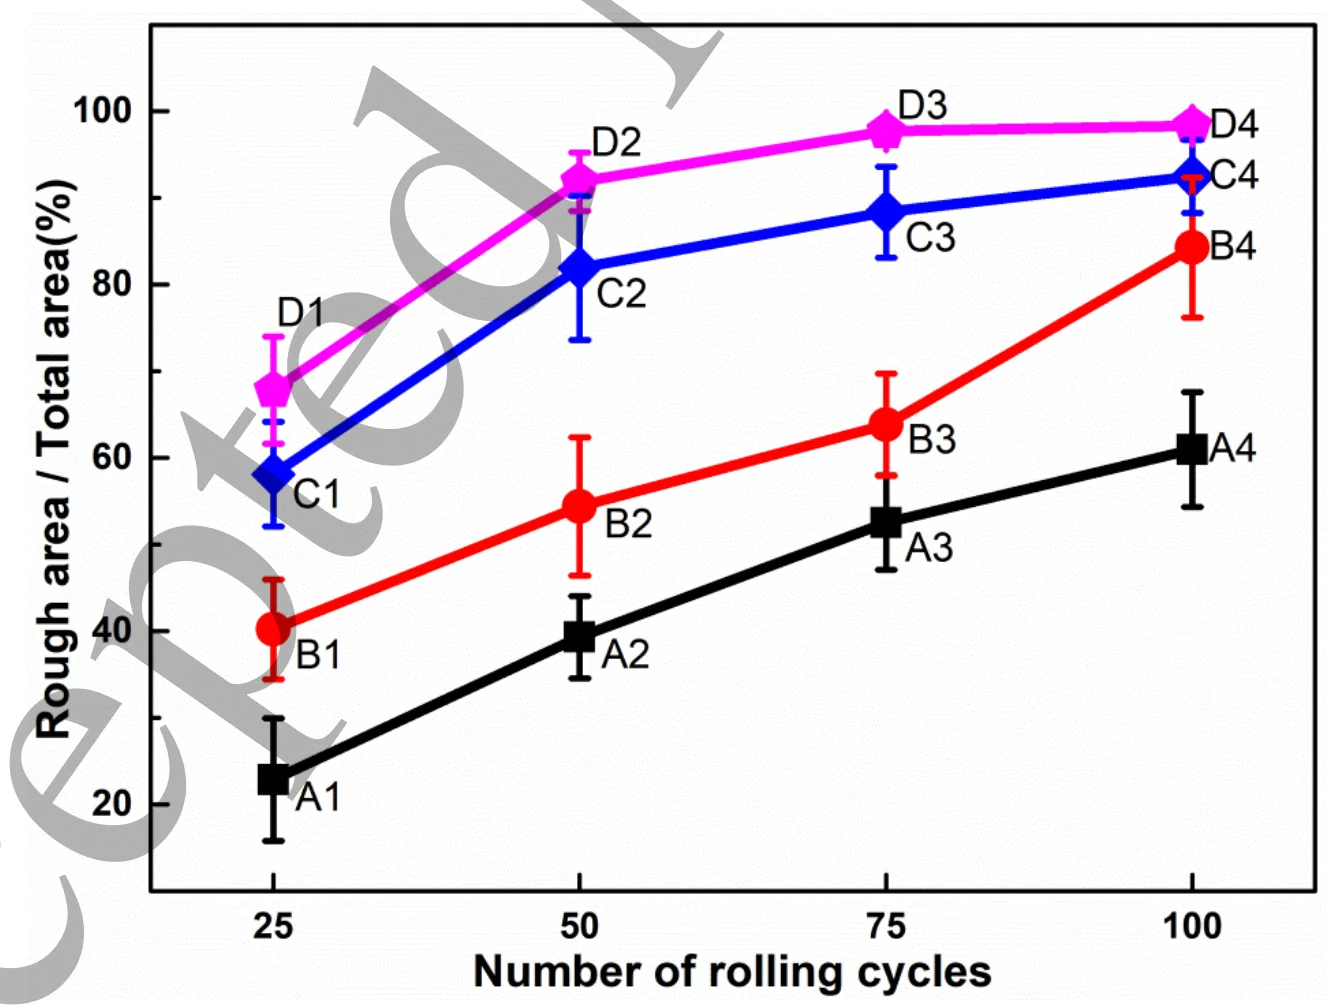 100
80
60
40
20
Rough area / Total area(%)
D1
D2
D3
D4
C1
C2
C3
C4
B1
B2
B3
B4
A1
A2
A3
A4
25 50 75 100
Number of rolling cycles
cepted